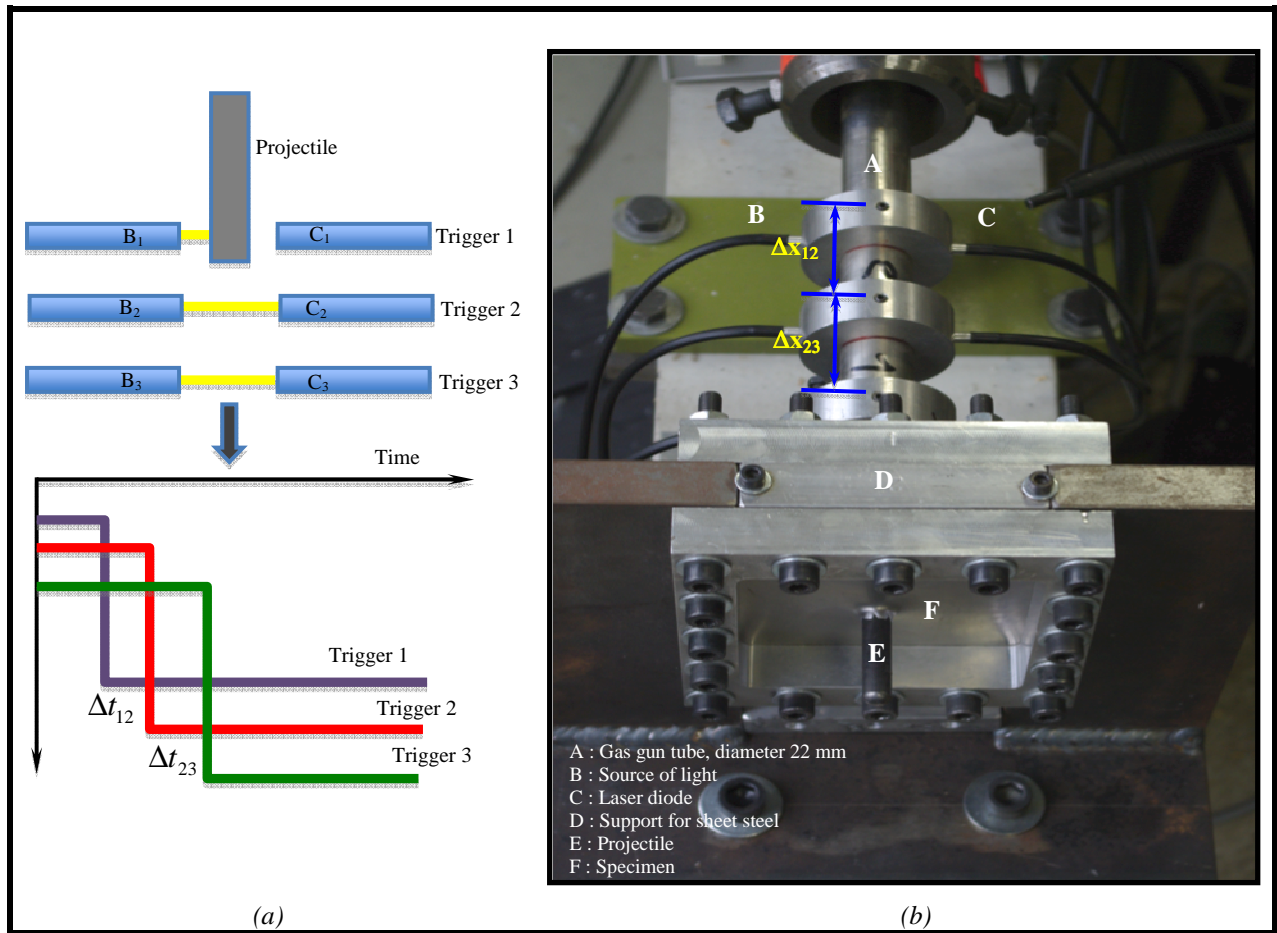 Projectile
B1
C1
Trigger 1
B2
C2
Trigger 2
B3
C3
Trigger 3
Time
Trigger 1
Δt12
Trigger 2
Δt23
Trigger 3
(a)
A
B
C
Δx12
Δx23
D
F
E
A : Gas gun tube, diameter 22 mm
B : Source of light
C : Laser diode
D : Support for sheet steel
E : Projectile
F : Specimen
(b)